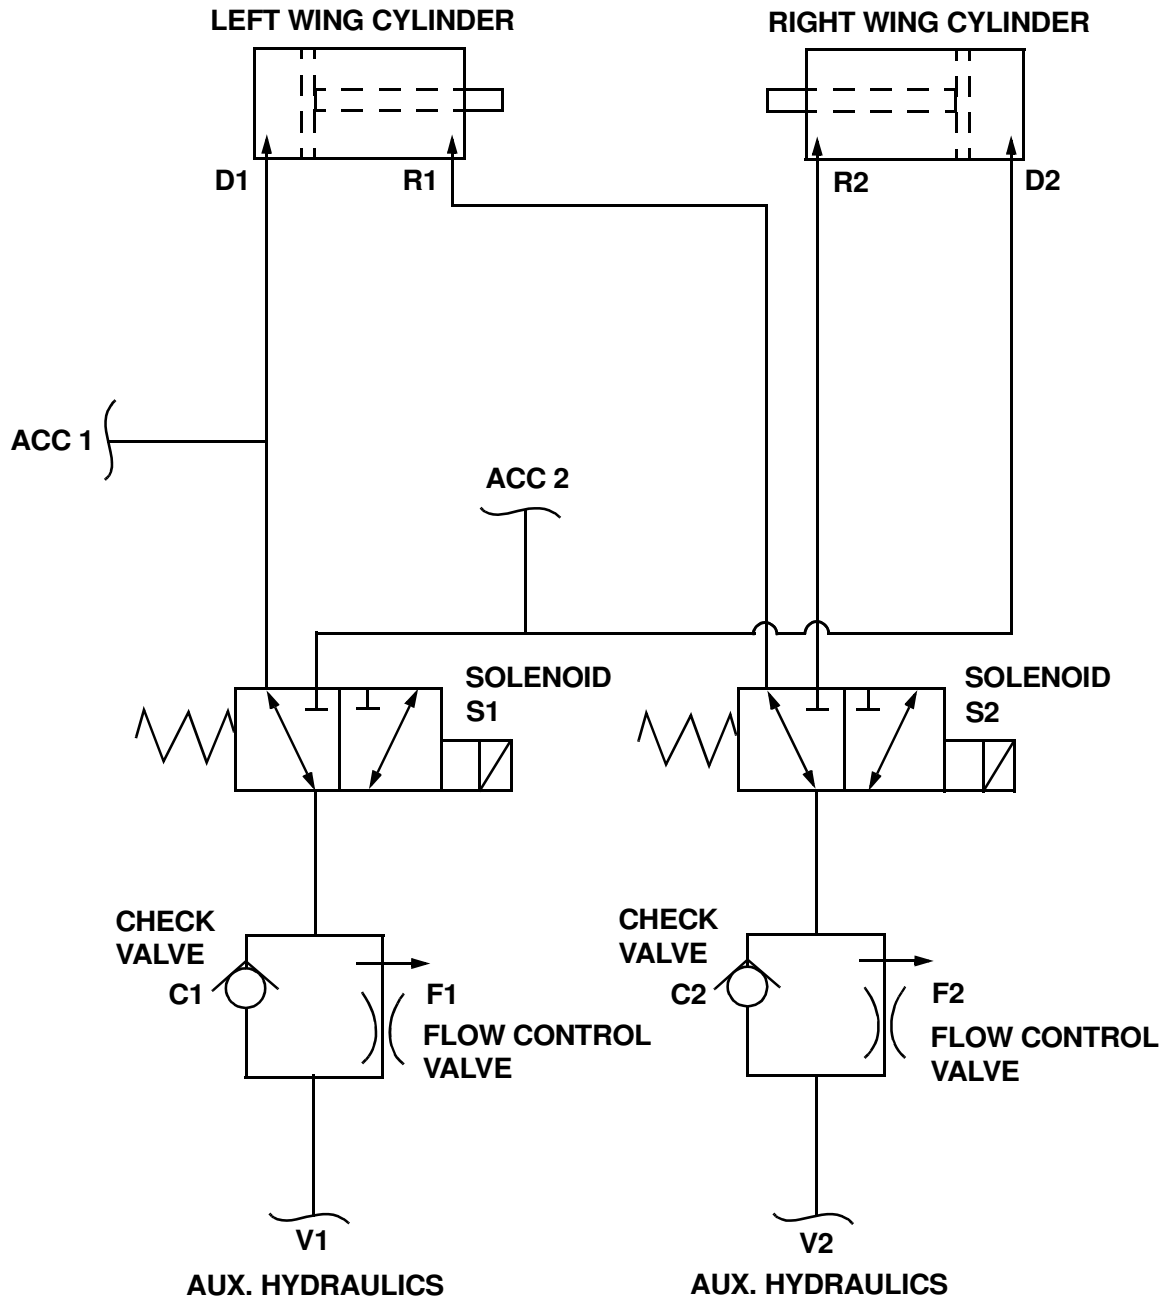 LEFT WING CYLINDER
RIGHT WING CYLINDER
D1
R1
R2
D2
ACC 1
ACC 2
SOLENOID
S1
SOLENOID
S2
CHECK
VALVE
C1
F1
FLOW CONTROL
VALVE
CHECK
VALVE
C2
F2
FLOW CONTROL
VALVE
V1
AUX. HYDRAULICS
V2
AUX. HYDRAULICS